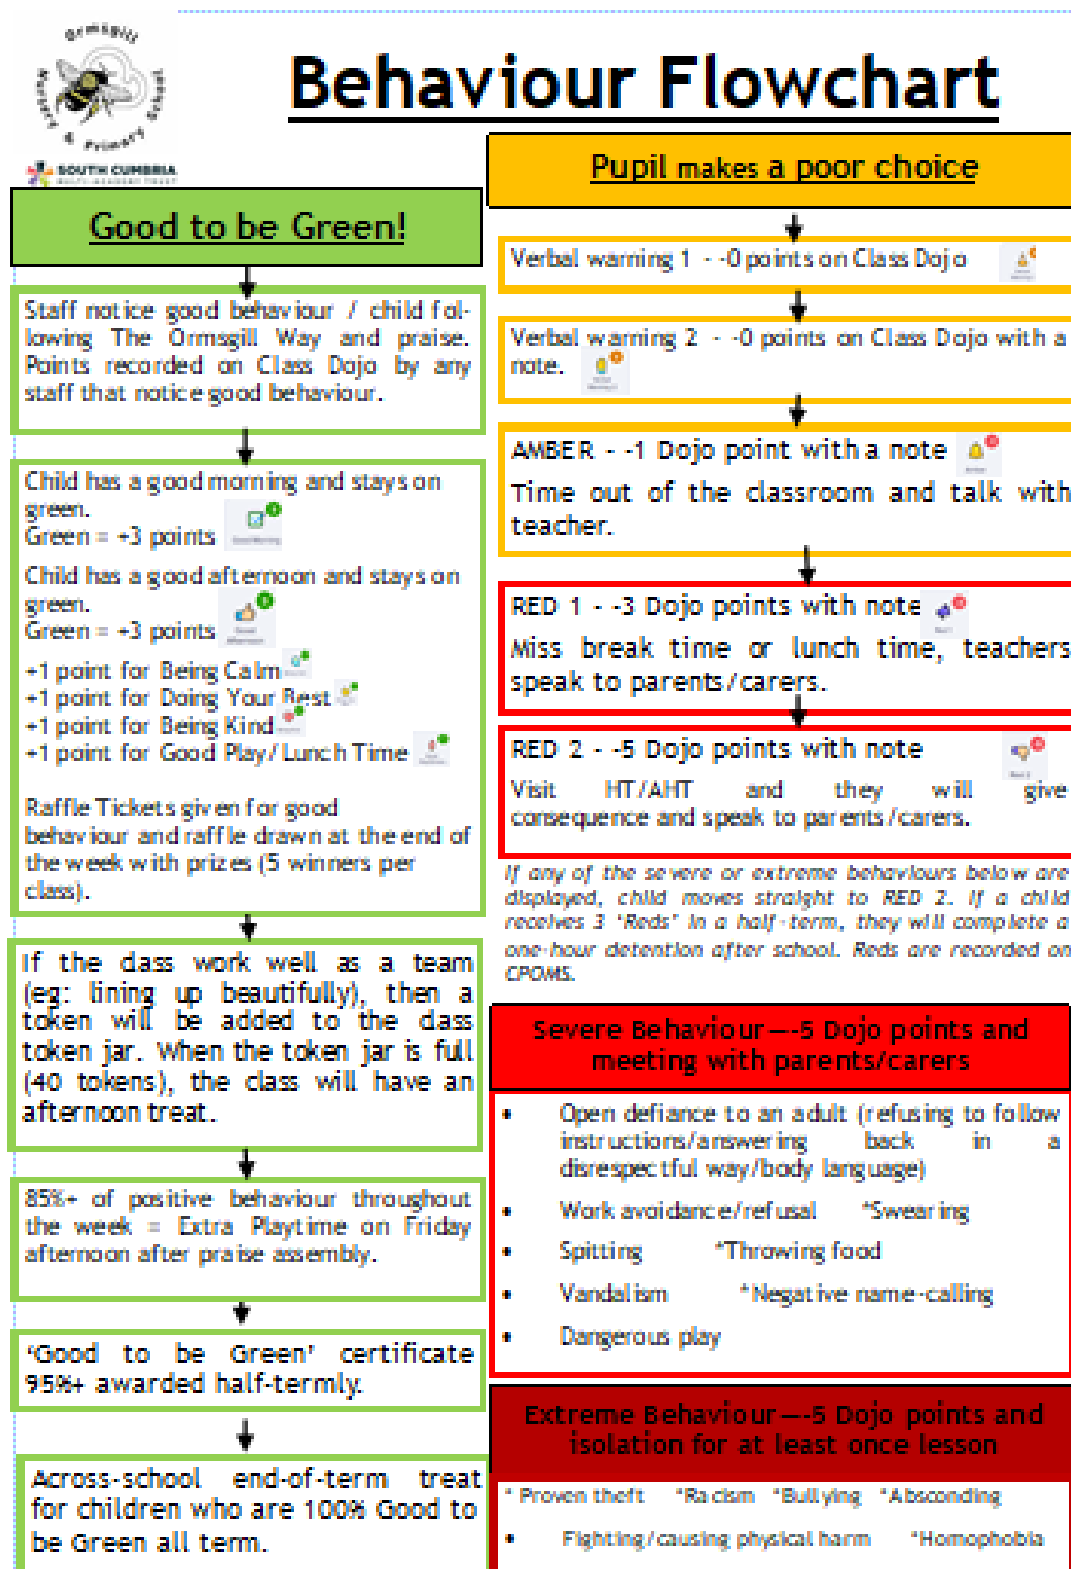 Ormsgill
Nursery & Primary School
SOUTH CUMBRIA
MULTI-ACADEMY TRUST
Behaviour Flowchart
Good to be Green!
Staff notice good behaviour / child fol-
lowing The Ormsgill Way and praise.
Points recorded on Class Dojo by any
staff that notice good behaviour.
Child has a good morning and stays on
green.
Green = +3 points
Child has a good afternoon and stays on
green.
Green = +3 points
+1 point for Being Calm
+1 point for Doing Your Best
+1 point for Being Kind
+1 point for Good Play/Lunch Time
Raffle Tickets given for good
behaviour and raffle drawn at the end of
the week with prizes (5 winners per
class).
If the class work well as a team
(eg: lining up beautifully), then a
token will be added to the class
token jar. When the token jar is full
(40 tokens), the class will have an
afternoon treat.
85%+ of positive behaviour throughout
the week = Extra Playtime on Friday
afternoon after praise assembly.
‘Good to be Green’ certificate
95%+ awarded half-termly.
Across-school end-of-term treat
for children who are 100% Good to
be Green all term.
Pupil makes a poor choice
Verbal warning 1 - -0 points on Class Dojo
Verbal warning 2 - -0 points on Class Dojo with a
note.
AMBER - -1 Dojo point with a note
Time out of the classroom and talk with
teacher.
RED 1 - -3 Dojo points with note
Miss break time or lunch time, teachers
speak to parents/carers.
RED 2 - -5 Dojo points with note
Visit HT/AHT and they will give
consequence and speak to parents/carers.
If any of the severe or extreme behaviours below are
displayed, child moves straight to RED 2. If a child
receives 3 ‘Reds’ in a half-term, they will complete a
one-hour detention after school. Reds are recorded on
CPOMS.
Severe Behaviour—-5 Dojo points and
meeting with parents/carers
• Open defiance to an adult (refusing to follow
instructions/answering back in a
disrespectful way/body language)
• Work avoidance/refusal *Swearing
• Spitting *Throwing food
• Vandalism *Negative name-calling
• Dangerous play
Extreme Behaviour—-5 Dojo points and
isolation for at least once lesson
* Proven theft *Racism *Bullying *Absconding
• Fighting/causing physical harm *Homophobia